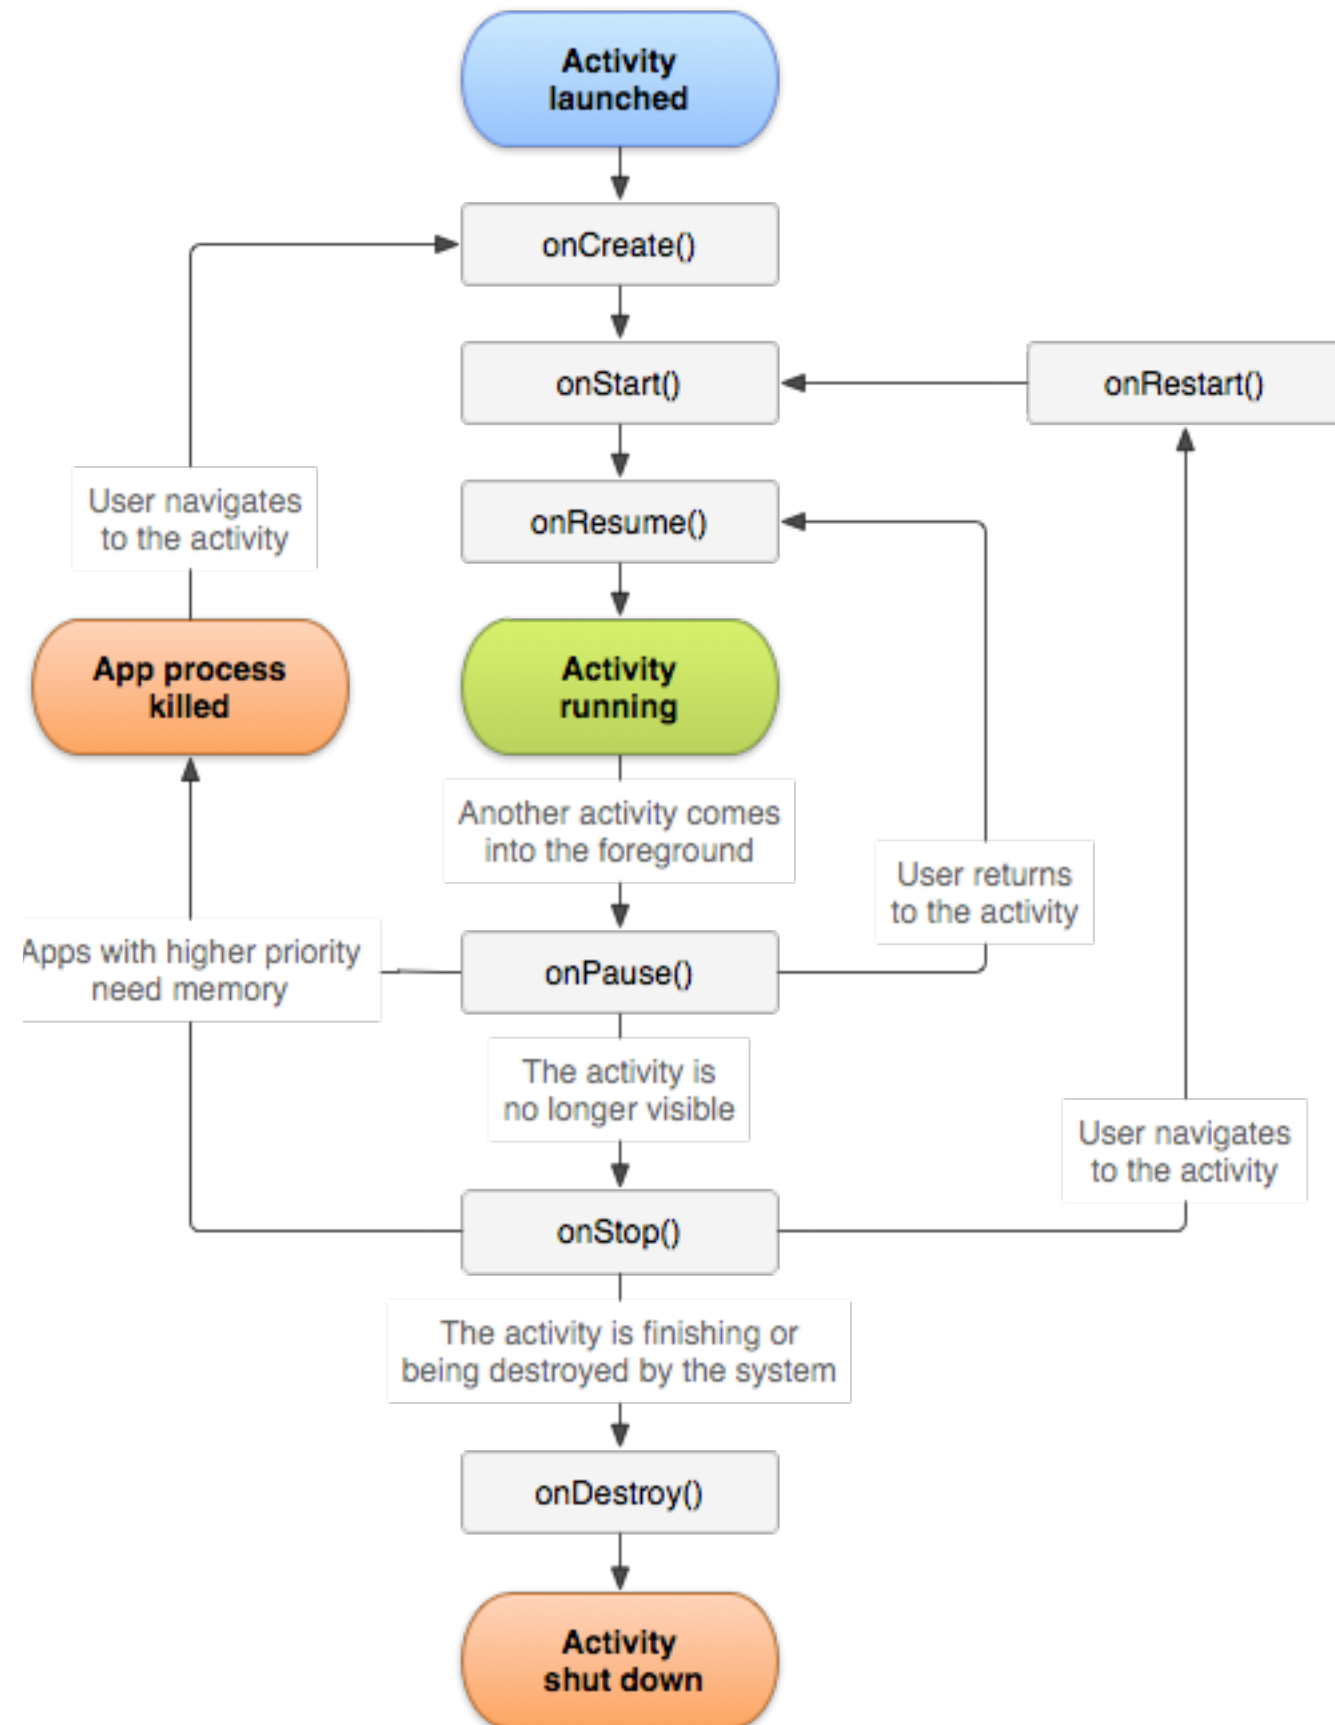 Activity
launched
onCreate()
onStart()
onRestart()
User navigates
to the activity
onResume()
App process
killed
Activity
running
Another activity comes
into the foreground
User returns
to the activity
Apps with higher priority
need memory
onPause()
The activity is
no longer visible
User navigates
to the activity
onStop()
The activity is finishing or
being destroyed by the system
onDestroy()
Activity
shut down